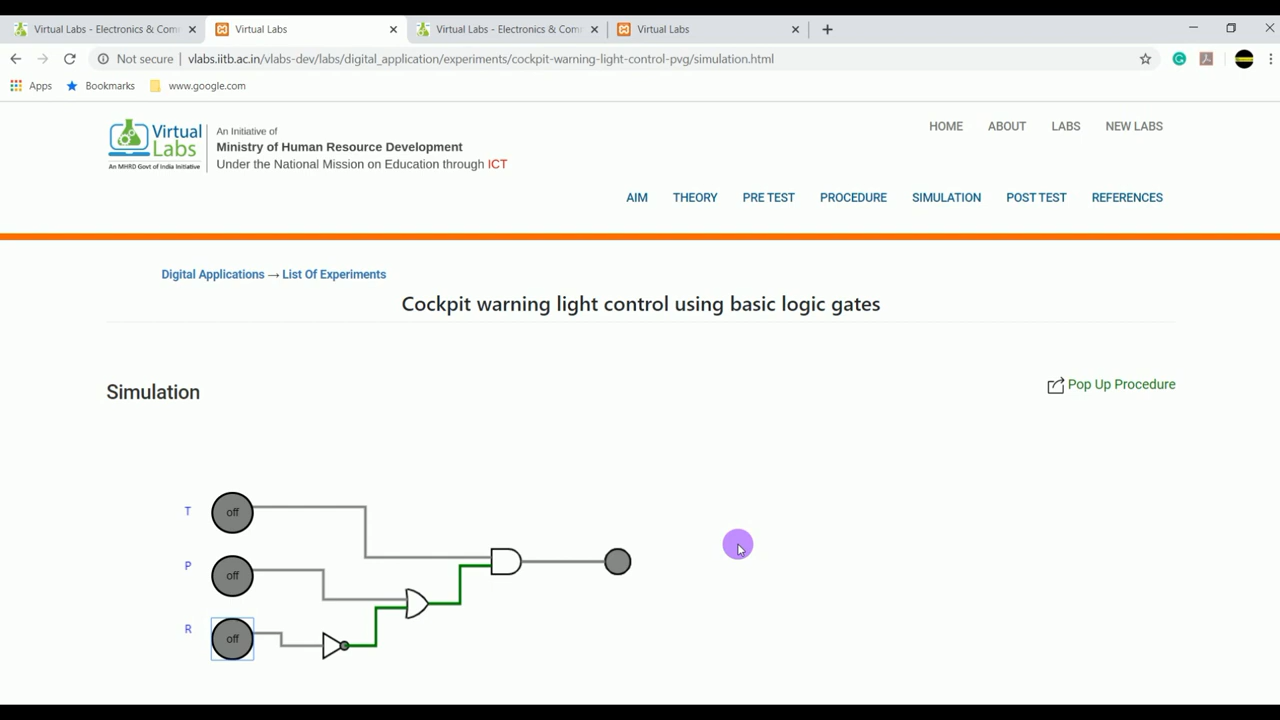 Virtual Labs - Electronics & Com
Virtual Labs
Virtual Labs - Electronics & Com
Virtual Labs
Not secure
vlabs.iitb.ac.in/vlabs-dev/labs/digital_application/experiments/cockpit-warning-light-control-pvg/simulation.html
Apps
Bookmarks
www.google.com
Virtual
Labs
An MHRD Govt of India Initiative
An Initiative of
Ministry of Human Resource Development
Under the National Mission on Education through ICT
HOME ABOUT LABS NEW LABS
AIM THEORY PRE TEST PROCEDURE SIMULATION POST TEST REFERENCES
Digital Applications → List Of Experiments
Cockpit warning light control using basic logic gates
Simulation
Pop Up Procedure
T off
P off
R off